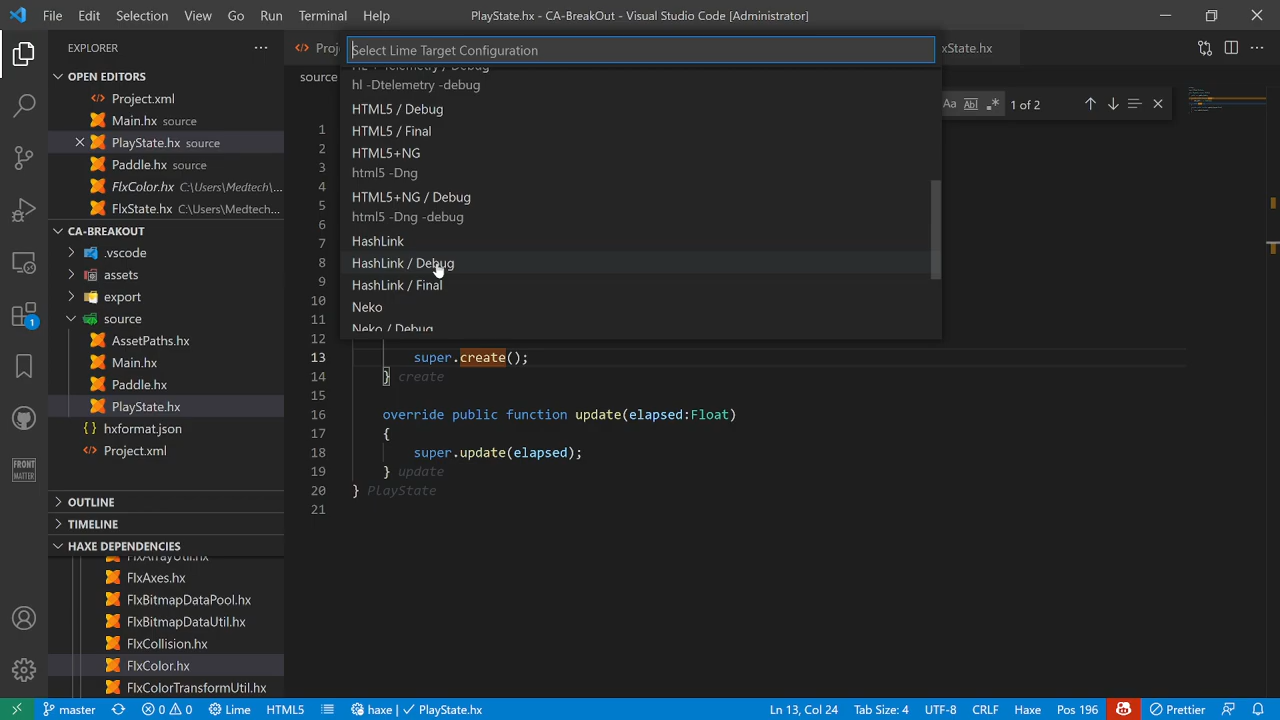 File Edit Selection View Go Run Terminal Help
PlayState.hx - CA-BreakOut - Visual Studio Code [Administrator]
EXPLORER
OPEN EDITORS
Project.xml
Main.hx source
PlayState.hx source
Paddle.hx source
FlxColor.hx C:\Users\Medtech\...
FlxState.hx C:\Users\Medtech...
CA-BREAKOUT
.vscode
assets
export
source
AssetPaths.hx
Main.hx
Paddle.hx
PlayState.hx
hxformat.json
Project.xml
OUTLINE
TIMELINE
HAXE DEPENDENCIES
FlxArrayUtil.hx
FlxAxes.hx
FlxBitmapDataPool.hx
FlxBitmapDataUtil.hx
FlxCollision.hx
FlxColor.hx
FlxColorTransformUtil.hx
1
FRONT
MATTER
Proj
xState.hx
source
Aa Abl .* 1 of 2
Select Lime Target Configuration
HL + Telemetry / Debug
hl -Dtelemetry -debug
HTML5 / Debug
HTML5 / Final
HTML5+NG
html5 -Dng
HTML5+NG / Debug
html5 -Dng -debug
HashLink
HashLink / Debug
HashLink / Final
Neko
Neko / Debug
1
2
3
4
5
6
7
8
9
10
11
12
13 super.create();
14 } create
15
16 override public function update(elapsed:Float)
17 {
18 super.update(elapsed);
19 } update
20 } PlayState
21
master 0 0 Lime HTML5 haxe | PlayState.hx
Ln 13, Col 24 Tab Size: 4 UTF-8 CRLF Haxe Pos 196 Prettier